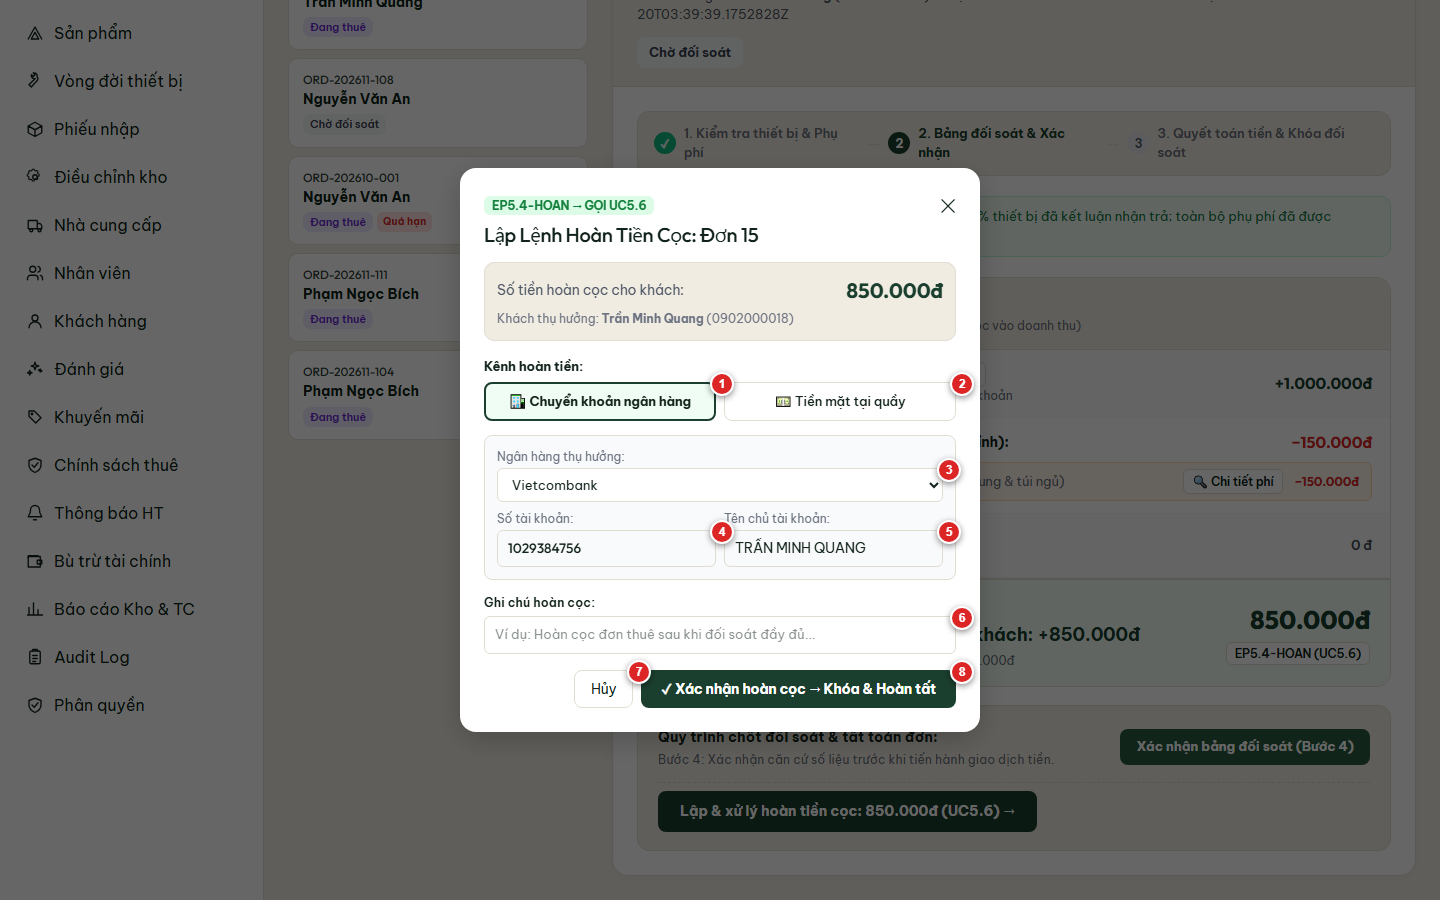 Sản phẩm
Vòng đời thiết bị
Phiếu nhập
Điều chỉnh kho
Nhà cung cấp
Nhân viên
Khách hàng
Đánh giá
Khuyến mãi
Chính sách thuê
Thông báo HT
Bù trừ tài chính
Báo cáo Kho & TC
Audit Log
Phân quyền
Trần Minh Quang
Đang thuê
ORD-202611-108
Nguyễn Văn An
Chờ đối soát
ORD-202610-001
Nguyễn Văn An
Đang thuê Quá hạn
ORD-202611-111
Phạm Ngọc Bích
Đang thuê
ORD-202611-104
Phạm Ngọc Bích
Đang thuê
20T03:39:39.1752828Z
Chờ đối soát
✓ 1. Kiểm tra thiết bị & Phụ phí
2 2. Bảng đối soát & Xác nhận
3 3. Quyết toán tiền & Khóa đối soát
% thiết bị đã kết luận nhận trả; toàn bộ phụ phí đã được
vào doanh thu)
+1.000.000đ
khoản
−150.000đ
& túi ngủ)
🔍 Chi tiết phí
−150.000đ
0 đ
khách: +850.000đ
.000đ
850.000đ
EP5.4-HOAN (UC5.6)
Quy trình chốt đối soát & tất toán đơn:
Bước 4: Xác nhận căn cứ số liệu trước khi tiến hành giao dịch tiền.
Xác nhận bảng đối soát (Bước 4)
Lập & xử lý hoàn tiền cọc: 850.000đ (UC5.6) →
EP5.4-HOAN → GỌI UC5.6
Lập Lệnh Hoàn Tiền Cọc: Đơn 15
Số tiền hoàn cọc cho khách: 850.000đ
Khách thụ hưởng: Trần Minh Quang (0902000018)
Kênh hoàn tiền:
🏦 Chuyển khoản ngân hàng 1
💵 Tiền mặt tại quầy 2
Ngân hàng thụ hưởng:
Vietcombank 3
Số tài khoản:
1029384756 4
Tên chủ tài khoản:
TRẦN MINH QUANG 5
Ghi chú hoàn cọc:
Ví dụ: Hoàn cọc đơn thuê sau khi đối soát đầy đủ... 6
Hủy 7
✓ Xác nhận hoàn cọc → Khóa & Hoàn tất 8